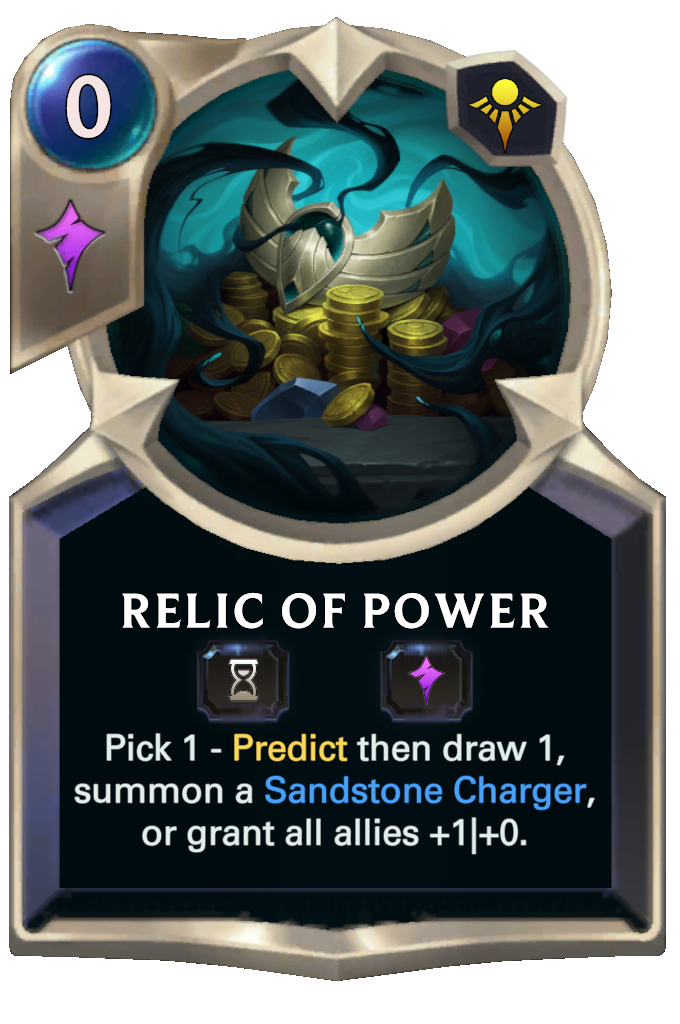 0
RELIC OF POWER
Pick 1 - Predict then draw 1,
summon a Sandstone Charger,
or grant all allies +1|+0.